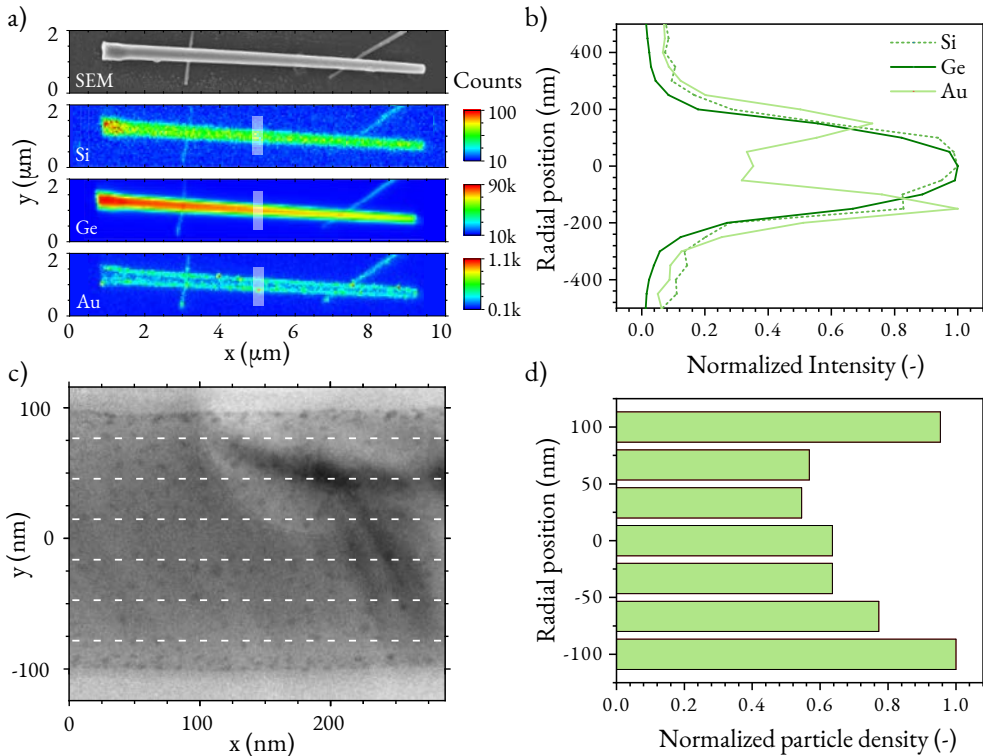 a)
2
0
SEM
2
0
Si
2
0
Ge
2
0
Au
y (μm)
0
2
4
6
8
10
x (μm)
Counts
100
10
90k
10k
1.1k
0.1k
b)
Si
Ge
Au
400
200
0
-200
-400
Radial position (nm)
0.0
0.2
0.4
0.6
0.8
1.0
Normalized Intensity (-)
c)
100
0
-100
y (nm)
0
100
200
x (nm)
d)
100
50
0
-50
-100
Radial position (nm)
0.0
0.2
0.4
0.6
0.8
1.0
Normalized particle density (-)